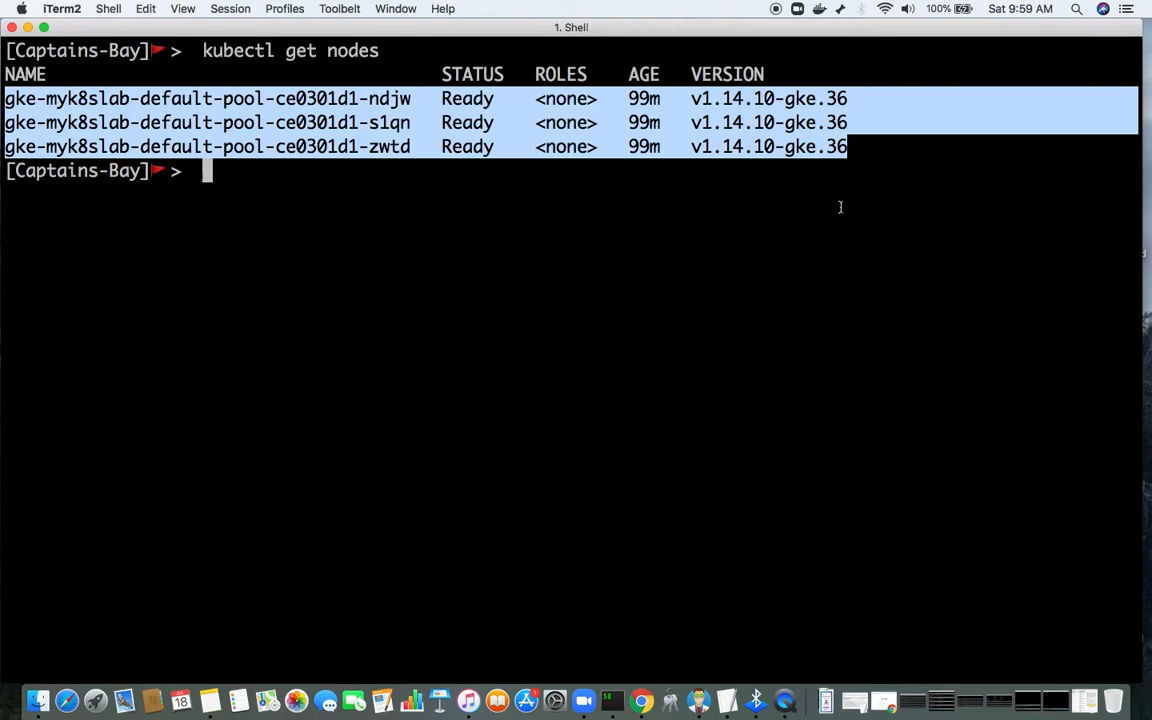 iTerm2 Shell Edit View Session Profiles Toolbelt Window Help 100% Sat 9:59 AM
1. Shell
[Captains-Bay] > kubectl get nodes
NAME STATUS ROLES AGE VERSION
gke-myk8slab-default-pool-ce0301d1-ndjw Ready <none> 99m v1.14.10-gke.36
gke-myk8slab-default-pool-ce0301d1-s1qn Ready <none> 99m v1.14.10-gke.36
gke-myk8slab-default-pool-ce0301d1-zwtd Ready <none> 99m v1.14.10-gke.36
[Captains-Bay] >
18